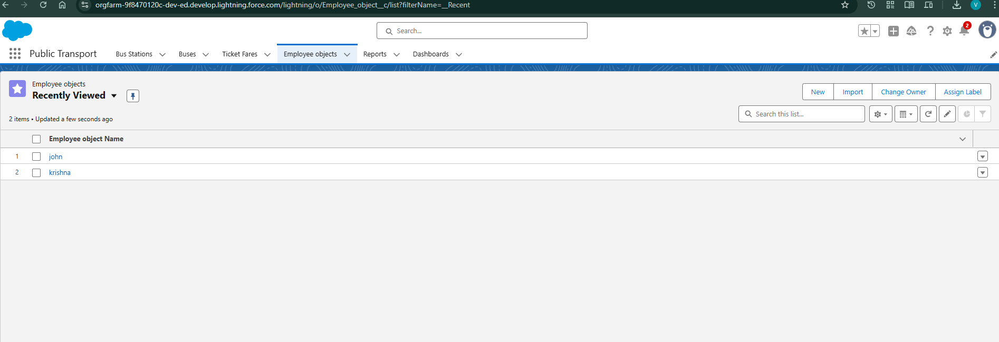 orgfarm-9f8470120c-dev-ed.develop.lightning.force.com/lightning/o/Employee_object__c/list?filterName=__Recent
V
Search...
2
Public Transport
Bus Stations
Buses
Ticket Fares
Employee objects
Reports
Dashboards
Employee objects
Recently Viewed
New
Import
Change Owner
Assign Label
2 items • Updated a few seconds ago
Search this list...
Employee object Name
1 john
2 krishna